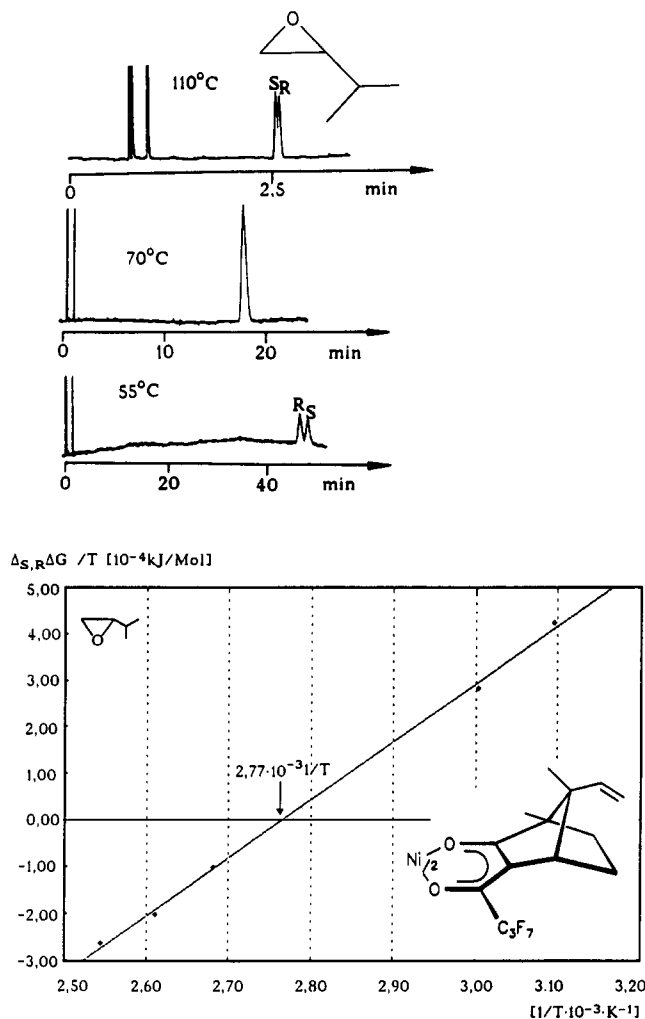 O
110°C
S R
0 2,5 min
70°C
0 10 20 min
55°C
R S
0 20 40 min
Δs,RΔG /T [10⁻⁴kJ/Mol]
5,00
4,00
3,00
2,00
1,00
0,00
-1,00
-2,00
-3,00
O
2,77·10⁻³1/T
Ni/2
O
O
C₃F₇
2,50 2,60 2,70 2,80 2,90 3,00 3,10 3,20
[1/T·10⁻³·K⁻¹]